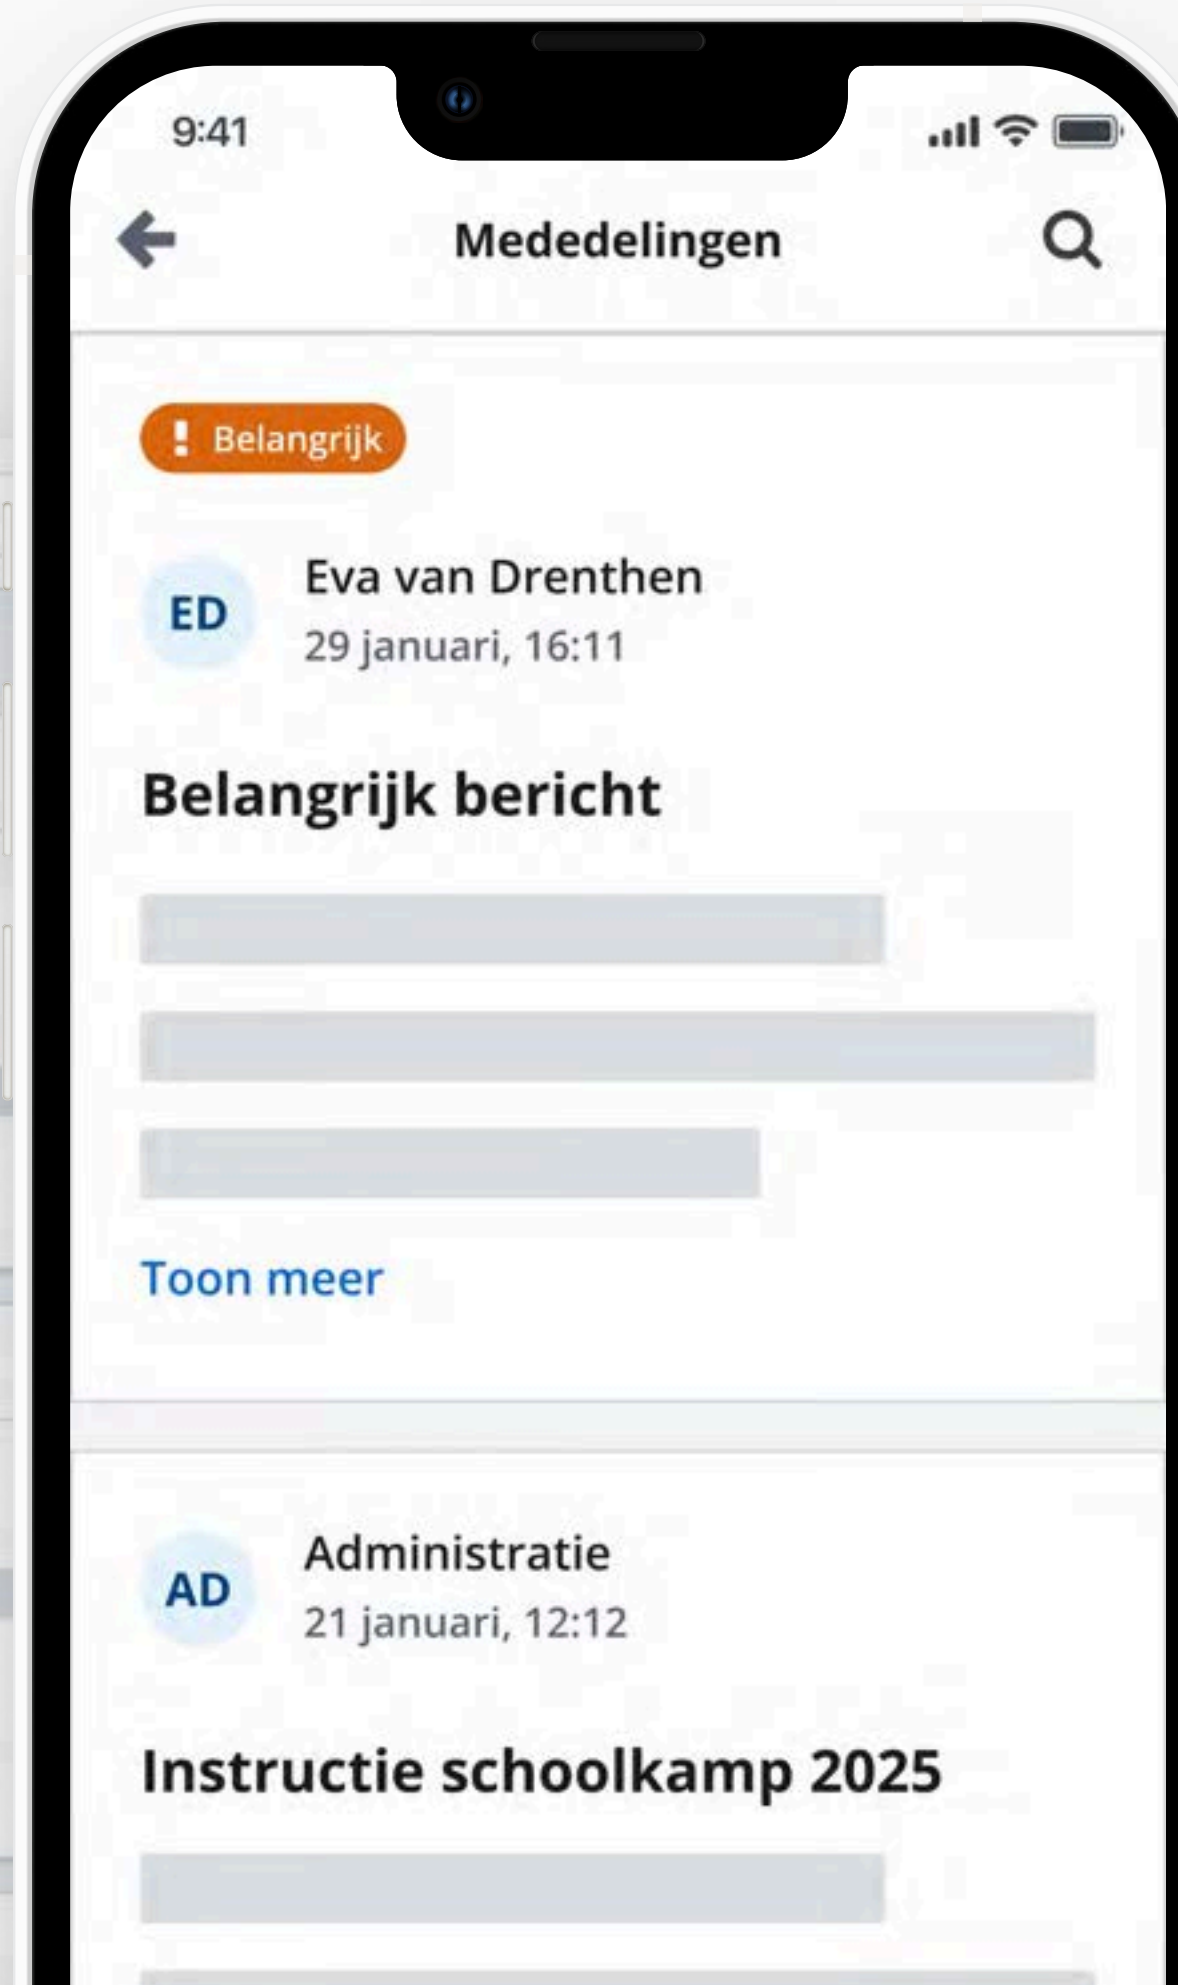 9:41
Mededelingen
! Belangrijk
ED
Eva van Drenthen
29 januari, 16:11
Belangrijk bericht
Toon meer
AD
Administratie
21 januari, 12:12
Instructie schoolkamp 2025